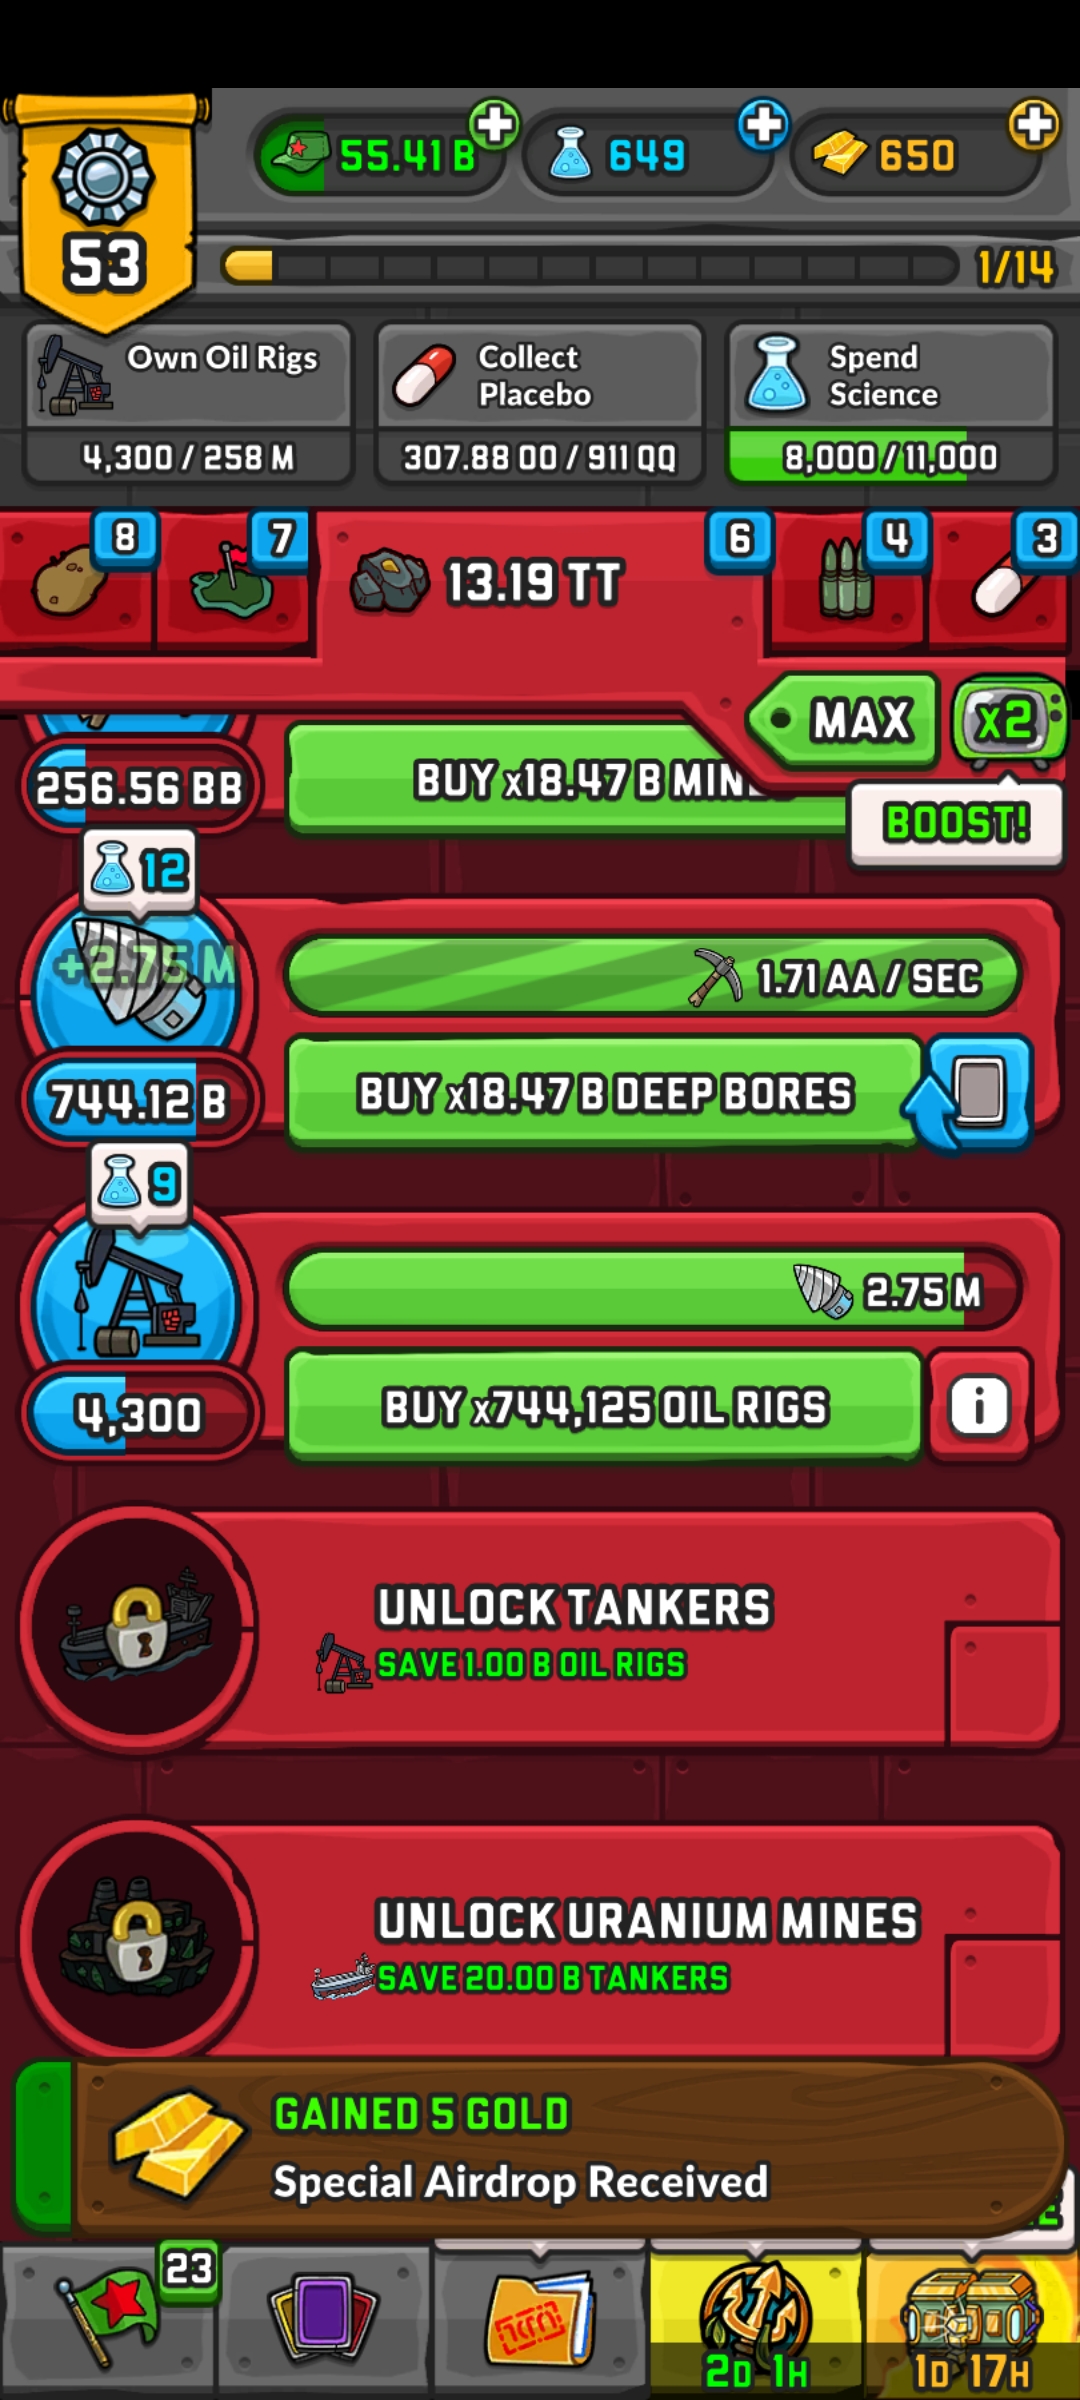 55.41 B
649
650
53
1/14
Own Oil Rigs
4,300 / 258 M
Collect
Placebo
307.88 OO / 911 QQ
Spend
Science
8,000 / 11,000
8
7
13.19 TT
6
4
3
MAX
x2
BOOST!
256.56 BB
BUY x18.47 B
12
+2.75 M
1.71 AA / SEC
744.12 B
BUY x18.47 B DEEP BORES
9
2.75 M
4,300
BUY x744,125 OIL RIGS
i
UNLOCK TANKERS
SAVE 1.00 B OIL RIGS
UNLOCK URANIUM MINES
SAVE 20.00 B TANKERS
GAINED 5 GOLD
Special Airdrop Received
23
2D 1H
1D 17H